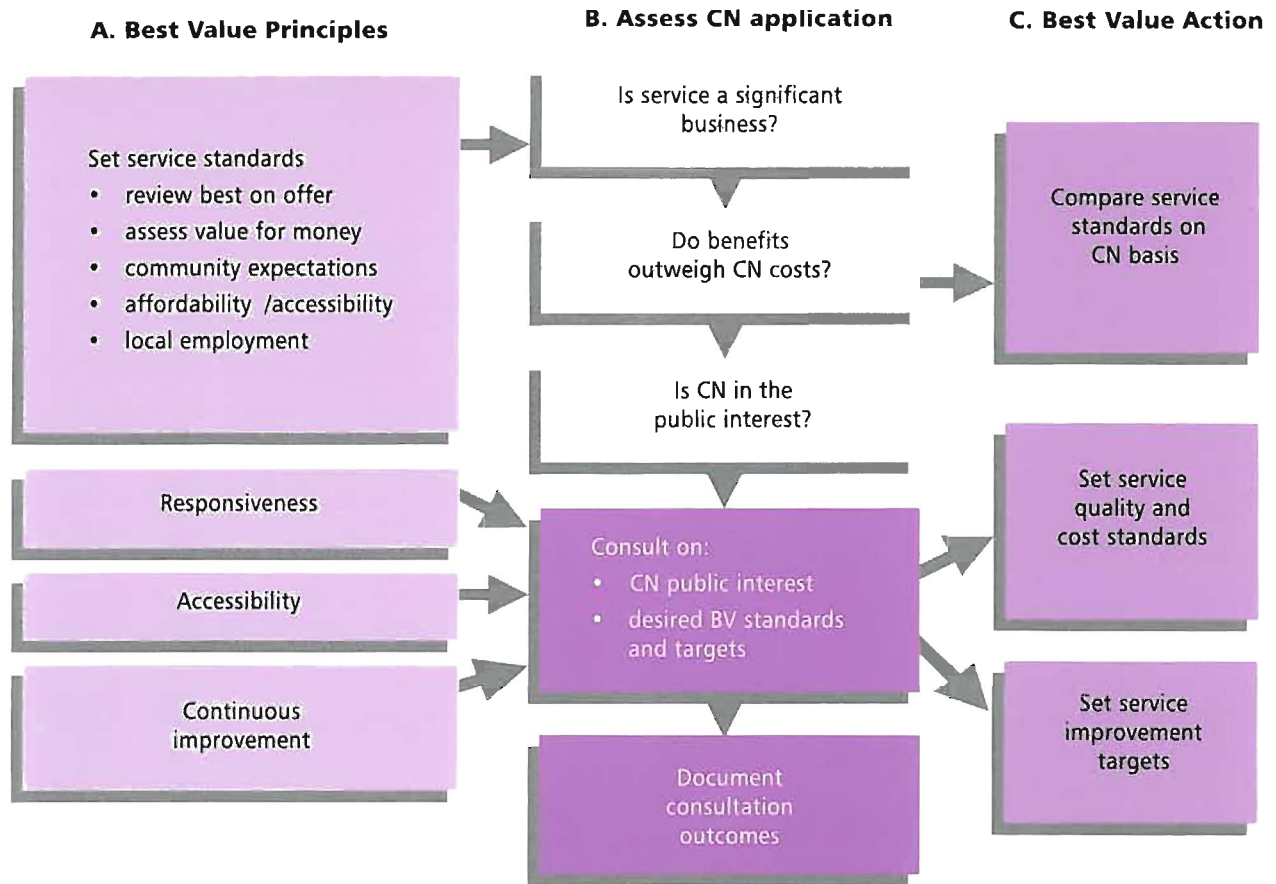 A. Best Value Principles
Set service standards
• review best on offer
• assess value for money
• community expectations
• affordability /accessibility
• local employment
Responsiveness
Accessibility
Continuous
improvement
B. Assess CN application
Is service a significant
business?
Do benefits
outweigh CN costs?
Is CN in the
public interest?
Consult on:
• CN public interest
• desired BV standards
and targets
Document
consultation
outcomes
C. Best Value Action
Compare service
standards on
CN basis
Set service
quality and
cost standards
Set service
improvement
targets